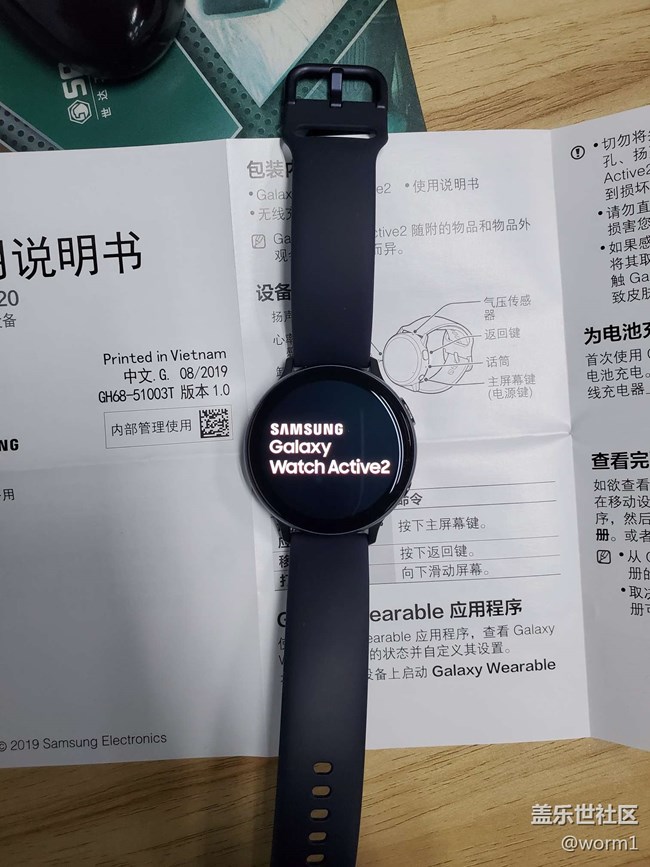 世达
用说明书
20
设备
Printed in Vietnam
中文.G. 08/2019
GH68-51003T 版本 1.0
内部管理使用
NG
用
© 2019 Samsung Electronics
包装内
• Galax
e2 • 使用说明书
• 无线充
Ga
ctive2 随附的物品和物品外
观
而异。
设备
扬声
气压传感
器
返回键
话筒
主屏幕键
(电源键)
SAMSUNG
Galaxy
Watch Active2
命令
按下主屏幕键。
按下返回键。
向下滑动屏幕。
G
earable 应用程序
earable 应用程序，查看 Galaxy
的状态并自定义其设置。
设备上启动 Galaxy Wearable
• 切勿将
孔、扬
Active2
到损坏
• 请勿直
损害您
• 如果感
将其取
触 Ga
致皮肤
为电池充
首次使用 G
电池充电。
线充电器
查看完
如欲查看
在移动设
序，然后
册。或者
• 从 G
册的
• 取决
册可
盖乐世社区
@worm1